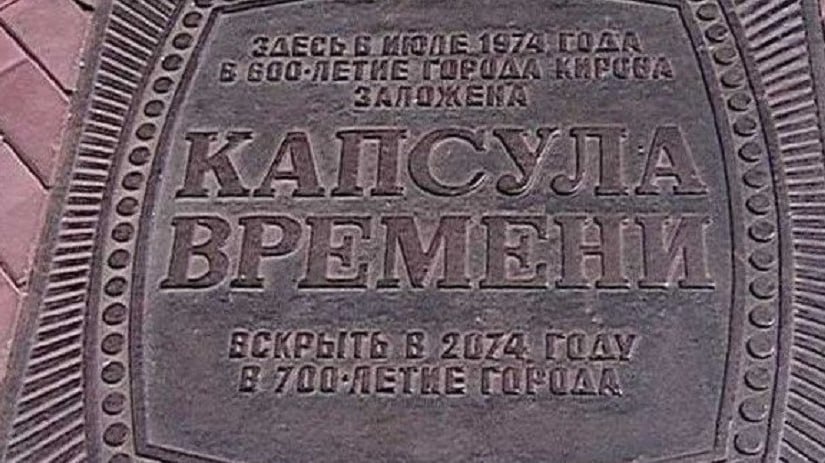 ЗДЕСЬ В ИЮЛЕ 1974 ГОДА
В 600-ЛЕТИЕ ГОРОДА КИРОВА
ЗАЛОЖЕНА
КАПСУЛА
ВРЕМЕНИ
ВСКРЫТЬ В 2074 ГОДУ
В 700-ЛЕТИЕ ГОРОДА